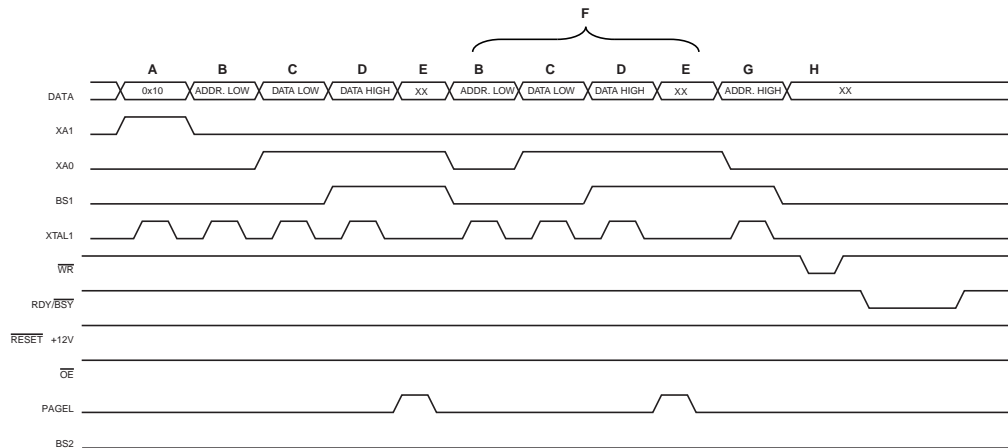 F
A B C D E B C D E G H
DATA 0x10 ADDR. LOW DATA LOW DATA HIGH XX ADDR. LOW DATA LOW DATA HIGH XX ADDR. HIGH XX
XA1
XA0
BS1
XTAL1
WR
RDY/BSY
RESET +12V
OE
PAGEL
BS2